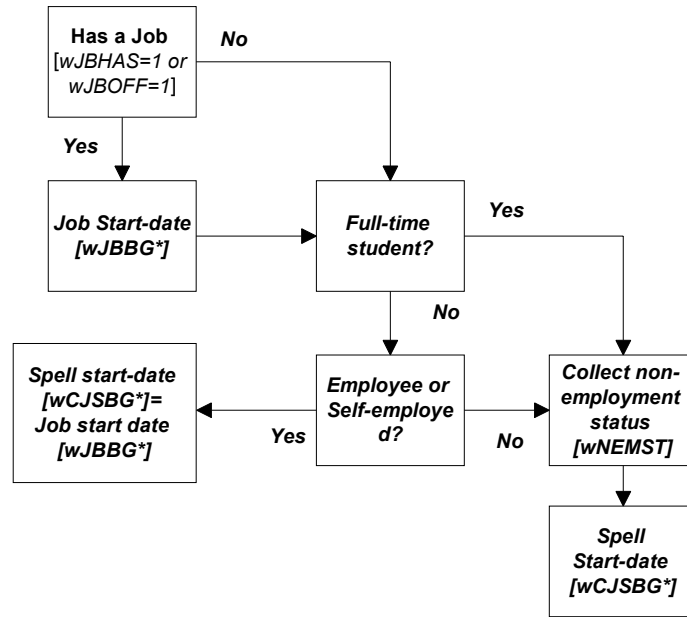 Has a Job
[wJBHAS=1 or
wJBOFF=1]
No
Yes
Job Start-date
[wJBBG*]
Full-time
student?
Yes
No
Spell start-date
[wCJSBG*]=
Job start date
[wJBBG*]
Yes
Employee or
Self-employe
d?
No
Collect non-
employment
status
[wNEMST]
Spell
Start-date
[wCJSBG*]